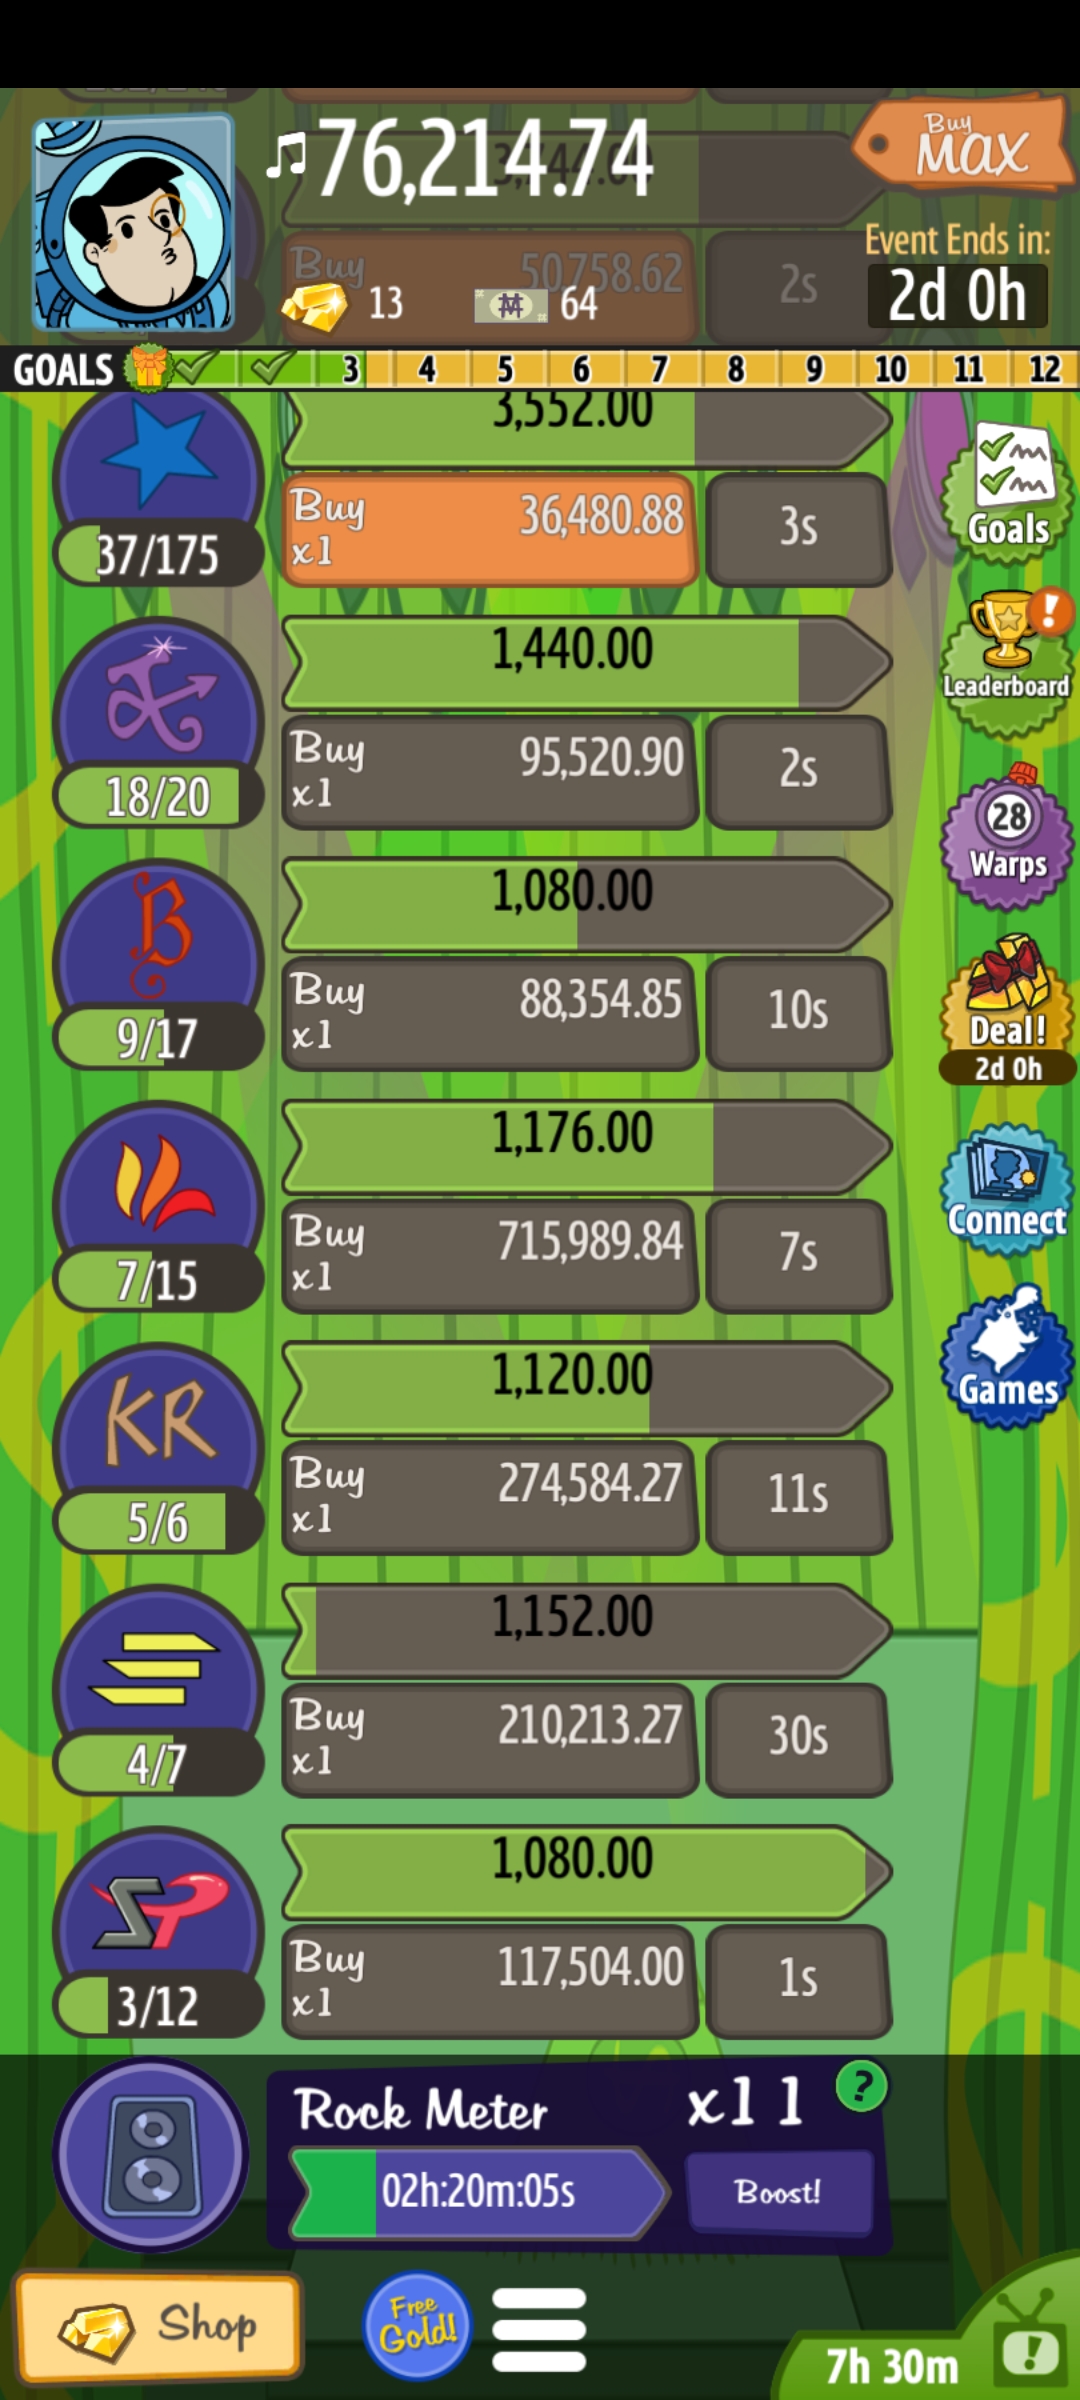 76,214.74
Buy
MAX
Buy
50,758.62
2s
13
64
Event Ends in:
2d 0h
GOALS
3 4 5 6 7 8 9 10 11 12
3,552.00
Buy
x1
36,480.88
3s
37/175
Goals
1,440.00
Buy
x1
95,520.90
2s
18/20
Leaderboard
1,080.00
B
Buy
x1
88,354.85
10s
9/17
28
Warps
Deal!
2d 0h
1,176.00
Buy
x1
715,989.84
7s
7/15
Connect
1,120.00
KR
Buy
x1
274,584.27
11s
5/6
Games
1,152.00
Buy
x1
210,213.27
30s
4/7
1,080.00
SP
Buy
x1
117,504.00
1s
3/12
Rock Meter
x11
?
02h:20m:05s
Boost!
Shop
Free
Gold!
7h 30m